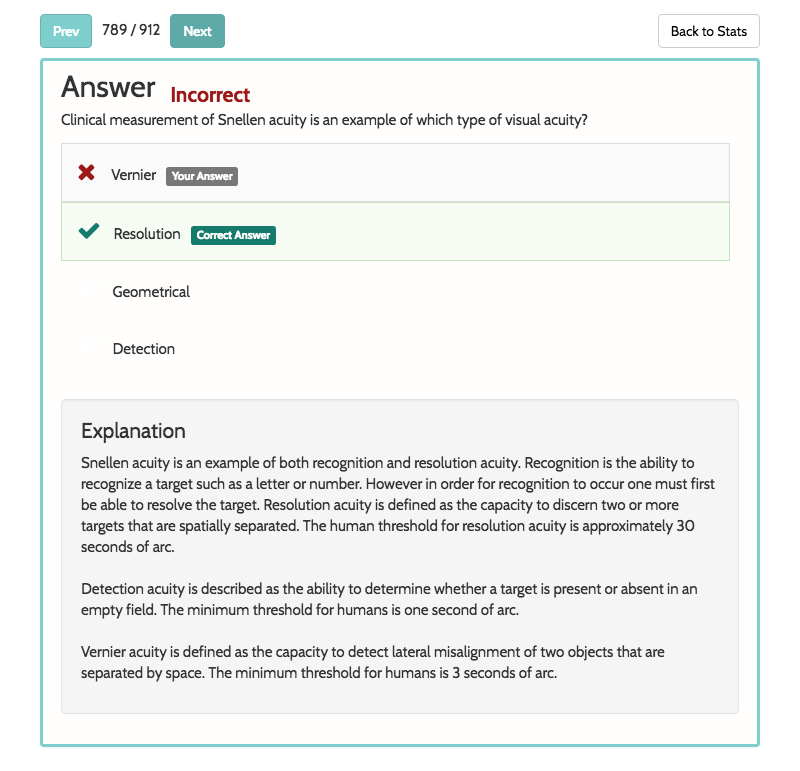 Prev 789 / 912 Next Back to Stats
Answer Incorrect
Clinical measurement of Snellen acuity is an example of which type of visual acuity?
Vernier Your Answer
Resolution Correct Answer
Geometrical
Detection
Explanation
Snellen acuity is an example of both recognition and resolution acuity. Recognition is the ability to
recognize a target such as a letter or number. However in order for recognition to occur one must first
be able to resolve the target. Resolution acuity is defined as the capacity to discern two or more
targets that are spatially separated. The human threshold for resolution acuity is approximately 30
seconds of arc.
Detection acuity is described as the ability to determine whether a target is present or absent in an
empty field. The minimum threshold for humans is one second of arc.
Vernier acuity is defined as the capacity to detect lateral misalignment of two objects that are
separated by space. The minimum threshold for humans is 3 seconds of arc.